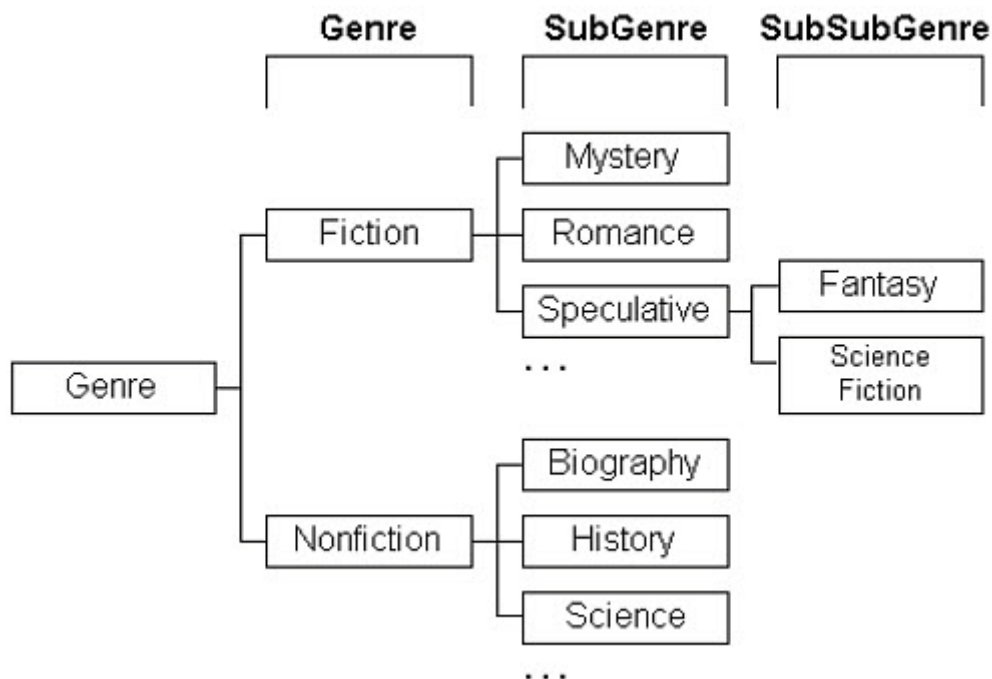 Genre SubGenre SubSubGenre
Mystery
Fiction Romance
Fantasy
Speculative
...
Science
Fiction
Genre
Biography
Nonfiction History
Science
...